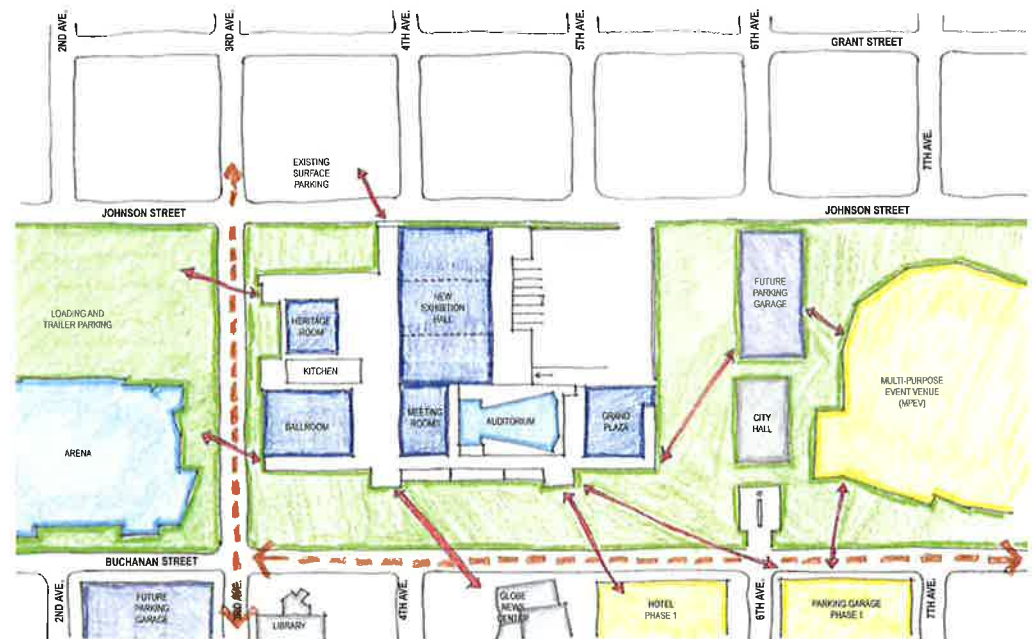 2ND AVE.
3RD AVE.
4TH AVE.
5TH AVE.
6TH AVE.
GRANT STREET
7TH AVE.
EXISTING
SURFACE
PARKING
JOHNSON STREET
JOHNSON STREET
LOADING AND
TRAILER PARKING
HERITAGE
ROOM
KITCHEN
BALLROOM
NEW
EXHIBITION
HALL
MEETING
ROOMS
AUDITORIUM
GRAND
PLAZA
FUTURE
PARKING
GARAGE
CITY
HALL
MULTI-PURPOSE
EVENT VENUE
(MPEV)
ARENA
BUCHANAN STREET
2ND AVE.
3RD AVE.
4TH AVE.
6TH AVE.
7TH AVE.
FUTURE
PARKING
GARAGE
LIBRARY
GLOBE
NEWS
CENTER
HOTEL
PHASE 1
PARKING GARAGE
PHASE 1